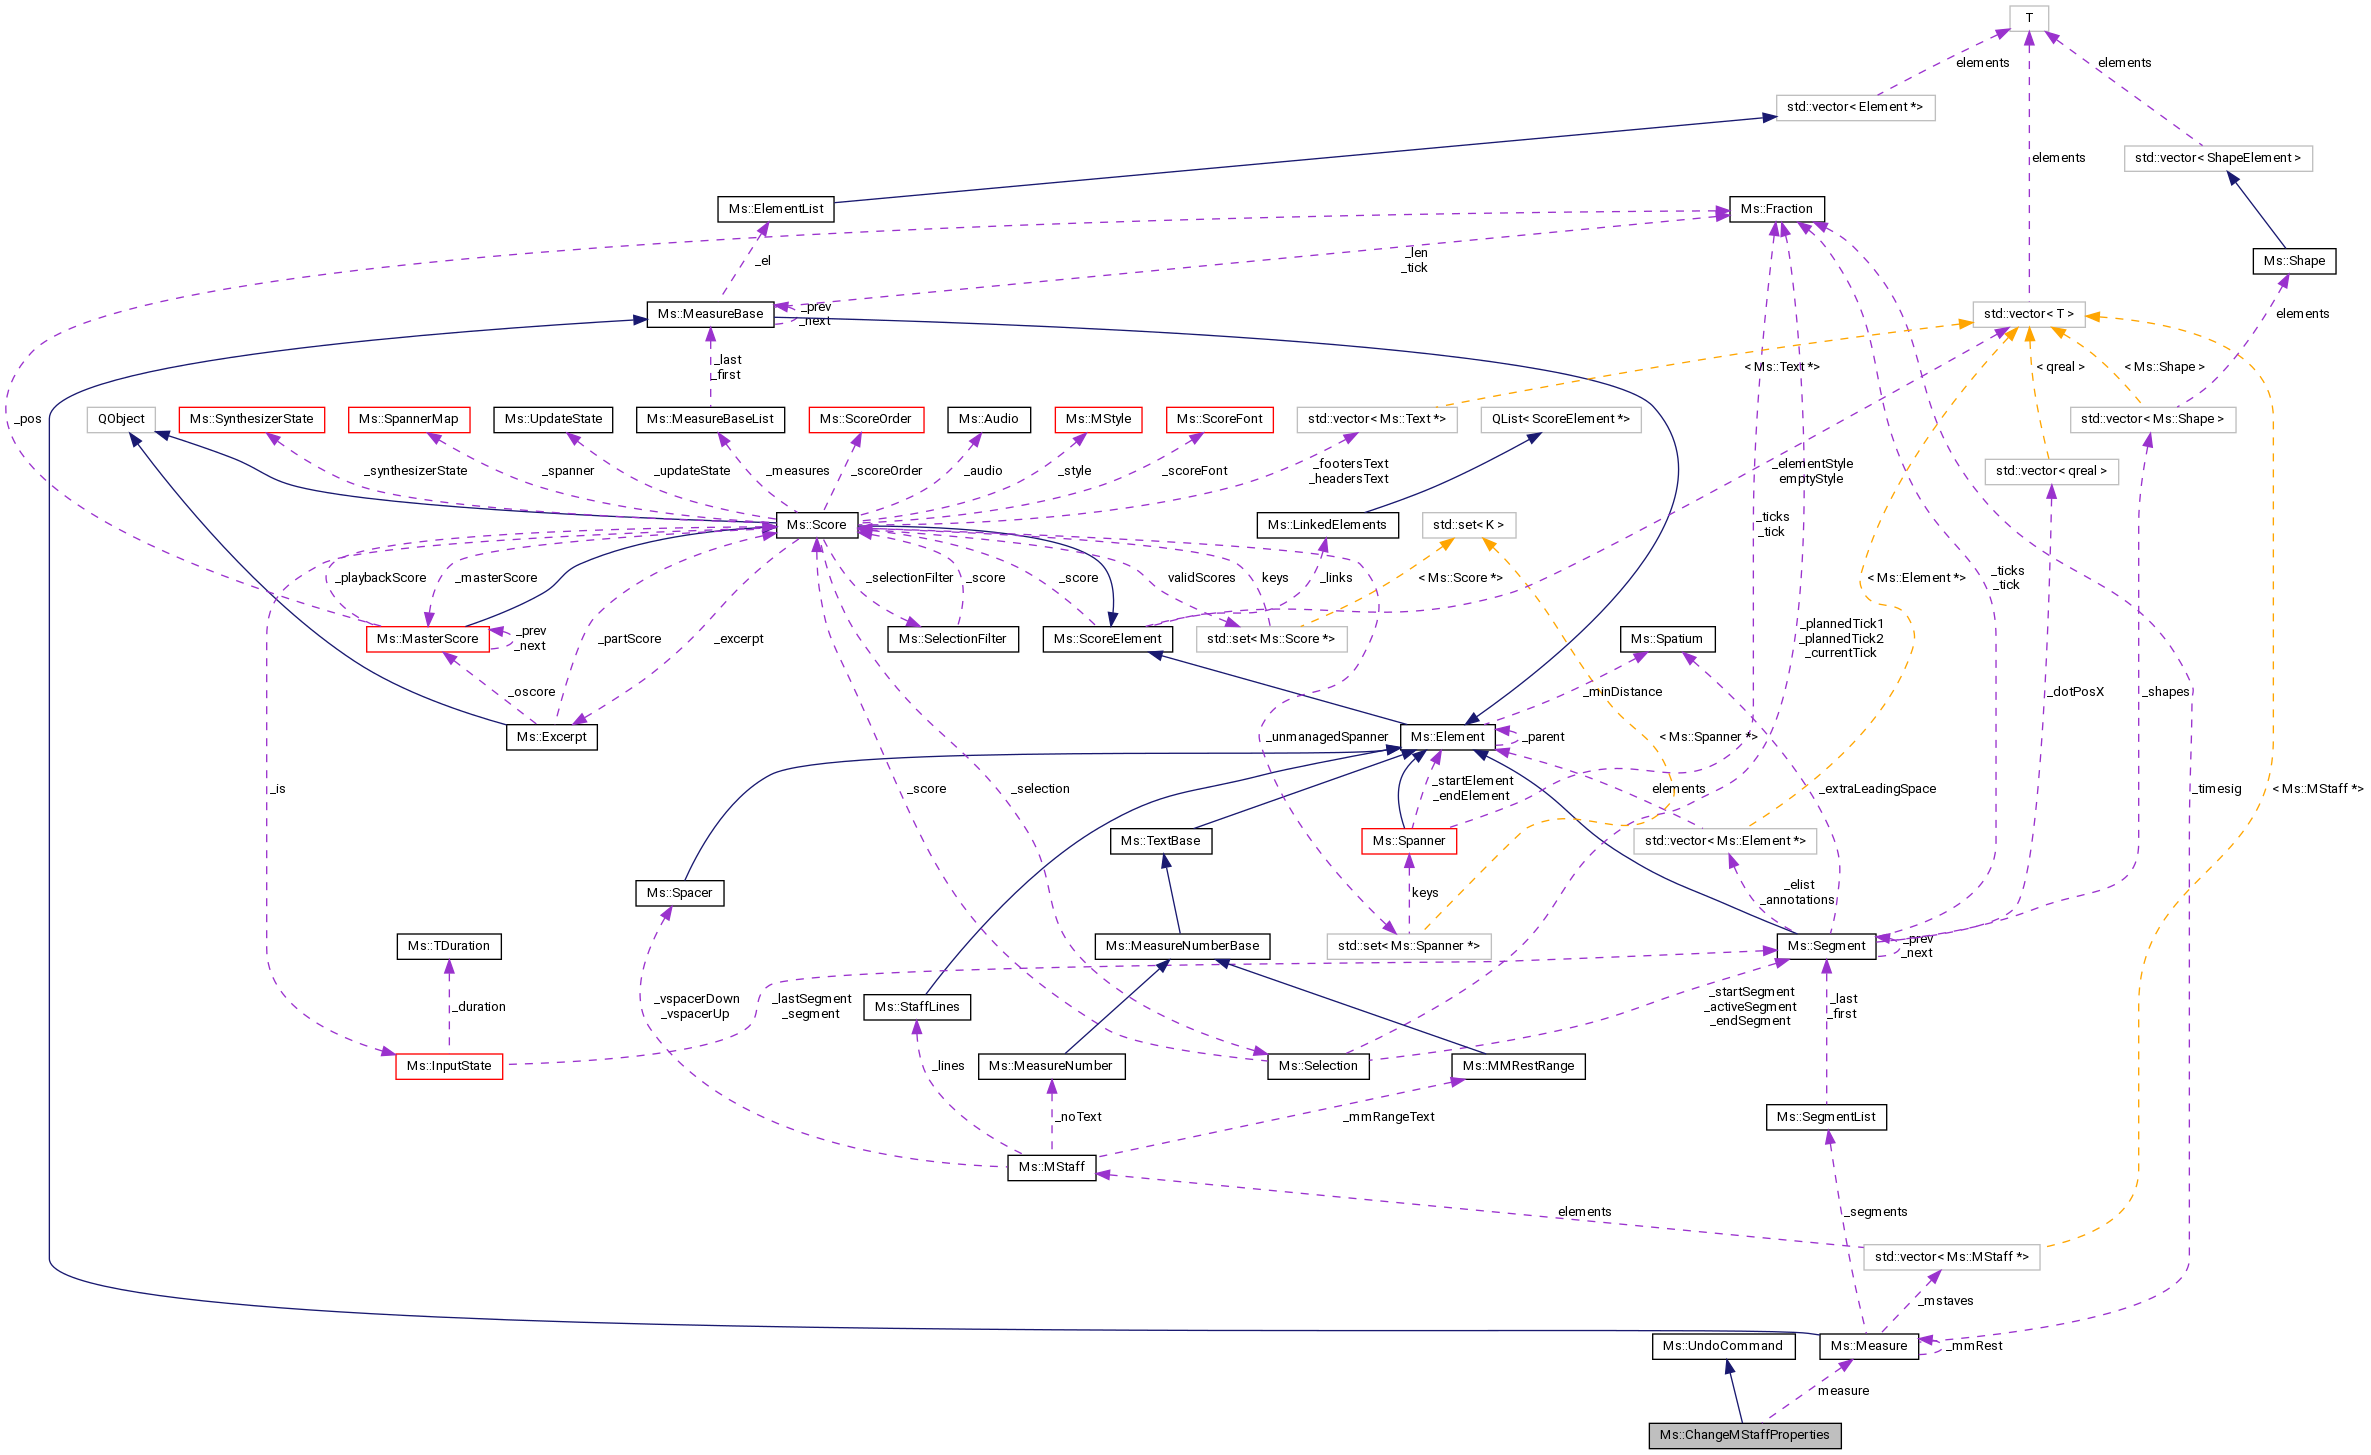 T
elements
elements
std::vector< Element *>
elements
std::vector< ShapeElement >
Ms::ElementList
Ms::Fraction
_el
_len
_tick
Ms::Shape
Ms::MeasureBase
_prev
_next
std::vector< T >
elements
_last
_first
< Ms::Text *>
< qreal >
< Ms::Shape >
_pos
QObject
Ms::SynthesizerState
Ms::SpannerMap
Ms::UpdateState
Ms::MeasureBaseList
Ms::ScoreOrder
Ms::Audio
Ms::MStyle
Ms::ScoreFont
std::vector< Ms::Text *>
QList< ScoreElement *>
std::vector< Ms::Shape >
_synthesizerState
_spanner
_updateState
_measures
_scoreOrder
_audio
_style
_scoreFont
_footersText
_headersText
_elementStyle
emptyStyle
std::vector< qreal >
Ms::Score
Ms::LinkedElements
std::set< K >
_ticks
_tick
_playbackScore
_masterScore
_selectionFilter
_score
_score
validScores
keys
_links
< Ms::Score *>
< Ms::Element *>
_ticks
_tick
Ms::MasterScore
_prev
_next
_partScore
_excerpt
Ms::SelectionFilter
Ms::ScoreElement
std::set< Ms::Score *>
Ms::Spatium
_plannedTick1
_plannedTick2
_currentTick
_oscore
_minDistance
_dotPosX
_shapes
Ms::Excerpt
_unmanagedSpanner
Ms::Element
_parent
< Ms::Spanner *>
_is
_score
_selection
_startElement
_endElement
elements
_extraLeadingSpace
_timesig
< Ms::MStaff *>
Ms::TextBase
Ms::Spanner
std::vector< Ms::Element *>
Ms::Spacer
keys
_elist
_annotations
Ms::TDuration
Ms::MeasureNumberBase
std::set< Ms::Spanner *>
Ms::Segment
_prev
_next
_duration
_vspacerDown
_vspacerUp
_lastSegment
_segment
Ms::StaffLines
_startSegment
_activeSegment
_endSegment
_last
_first
Ms::InputState
_lines
Ms::MeasureNumber
Ms::Selection
Ms::MMRestRange
_noText
_mmRangeText
Ms::SegmentList
Ms::MStaff
elements
_segments
std::vector< Ms::MStaff *>
_mstaves
Ms::UndoCommand
Ms::Measure
_mmRest
measure
Ms::ChangeMStaffProperties